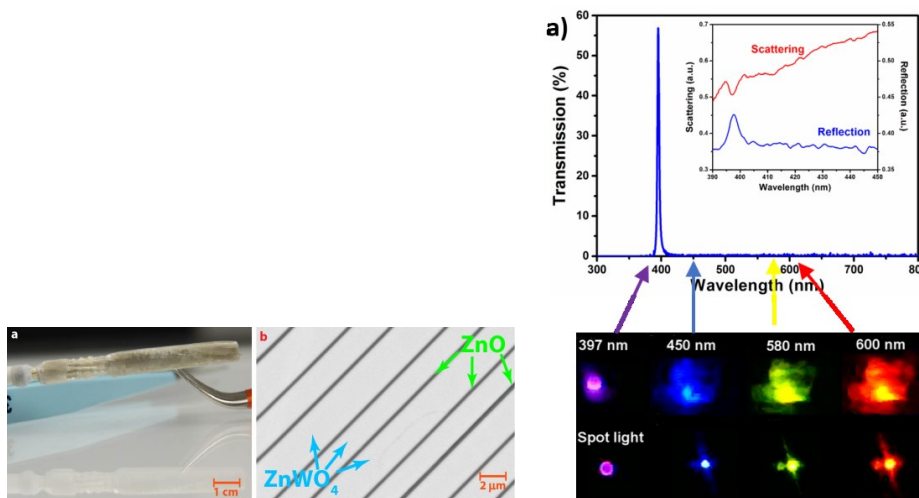 a)
60
50
40
30
20
10
0
Transmission (%)
300 400 500 600 700 800
Wavelength (nm)
0.7
0.6
0.5
0.4
0.3
Scattering (a.u.)
Scattering
Reflection
0.55
0.50
0.45
0.40
0.35
Reflection (a.u.)
390 400 410 420 430 440 450
Wavelength (nm)
397 nm 450 nm 580 nm 600 nm
Spot light
a
1 cm
b
ZnO
ZnWO4
2 μm